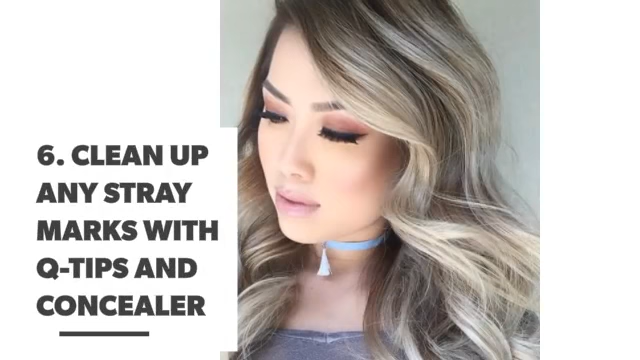 6. CLEAN UP
ANY STRAY
MARKS WITH
Q-TIPS AND
CONCEALER